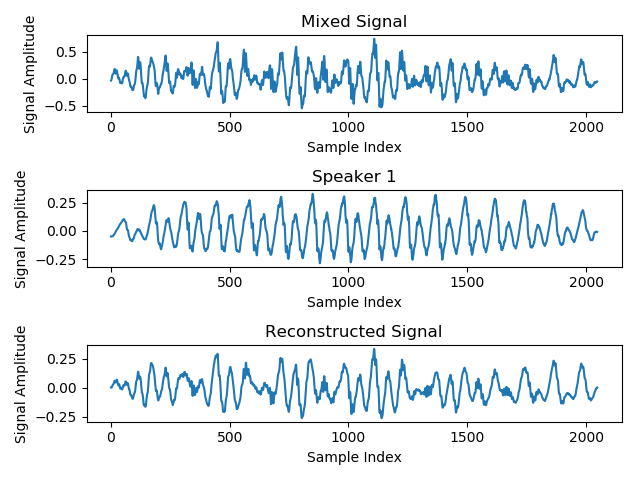 Mixed Signal
Signal Amplitude
0.5
0.0
−0.5
0 500 1000 1500 2000
Sample Index
Speaker 1
Signal Amplitude
0.25
0.00
−0.25
0 500 1000 1500 2000
Sample Index
Reconstructed Signal
Signal Amplitude
0.25
0.00
−0.25
0 500 1000 1500 2000
Sample Index